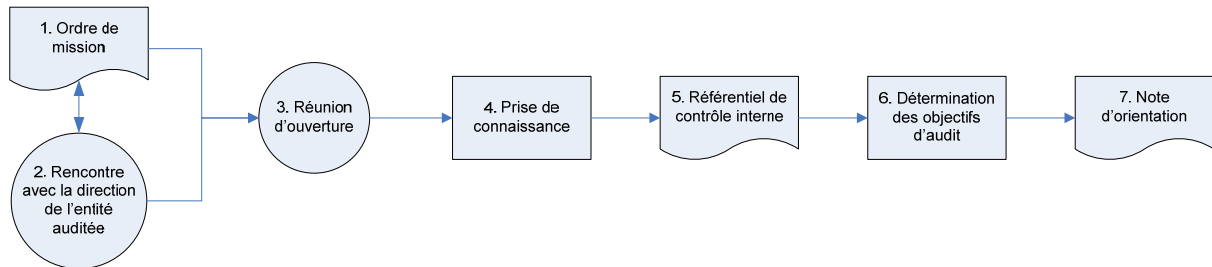 1. Ordre de
mission
2. Rencontre
avec la direction
de l'entité
auditée
3. Réunion
d'ouverture
4. Prise de
connaissance
5. Référentiel de
contrôle interne
6. Détermination
des objectifs
d'audit
7. Note
d'orientation